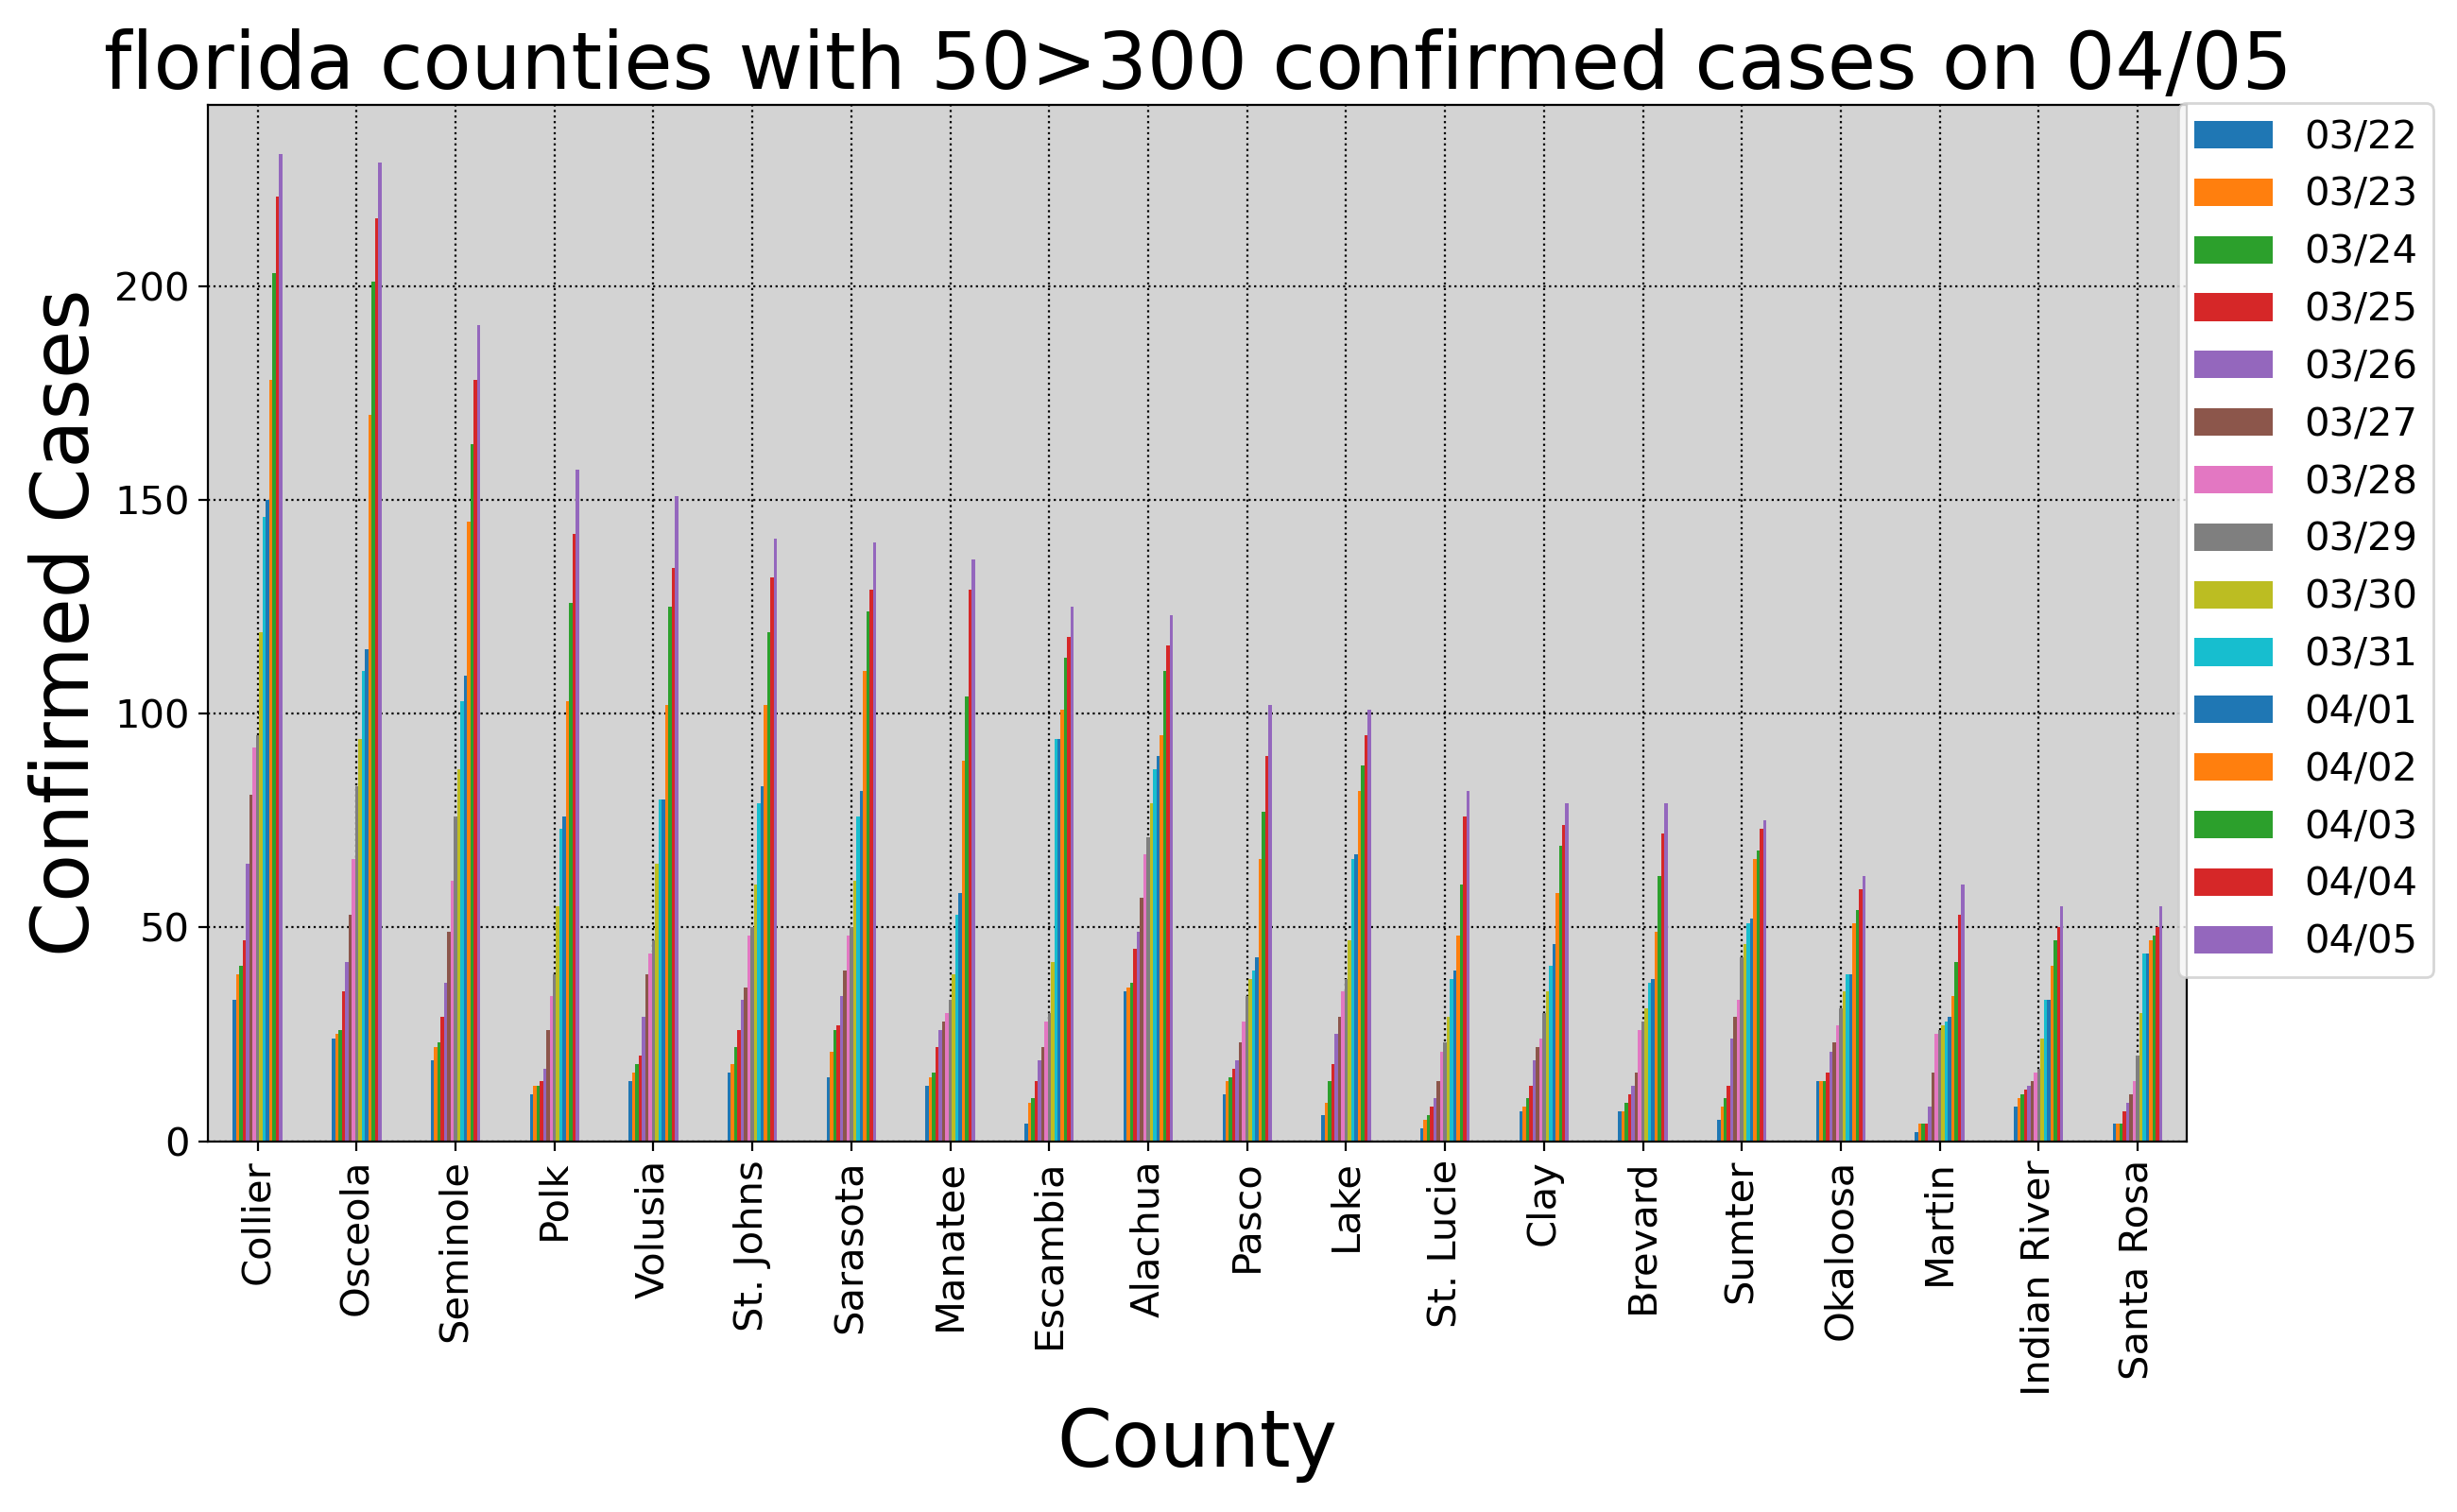 florida counties with 50>300 confirmed cases on 04/05
Confirmed Cases
200
150
100
50
0
03/22
03/23
03/24
03/25
03/26
03/27
03/28
03/29
03/30
03/31
04/01
04/02
04/03
04/04
04/05
Collier
Osceola
Seminole
Polk
Volusia
St. Johns
Sarasota
Manatee
Escambia
Alachua
Pasco
Lake
St. Lucie
Clay
Brevard
Sumter
Okaloosa
Martin
Indian River
Santa Rosa
County